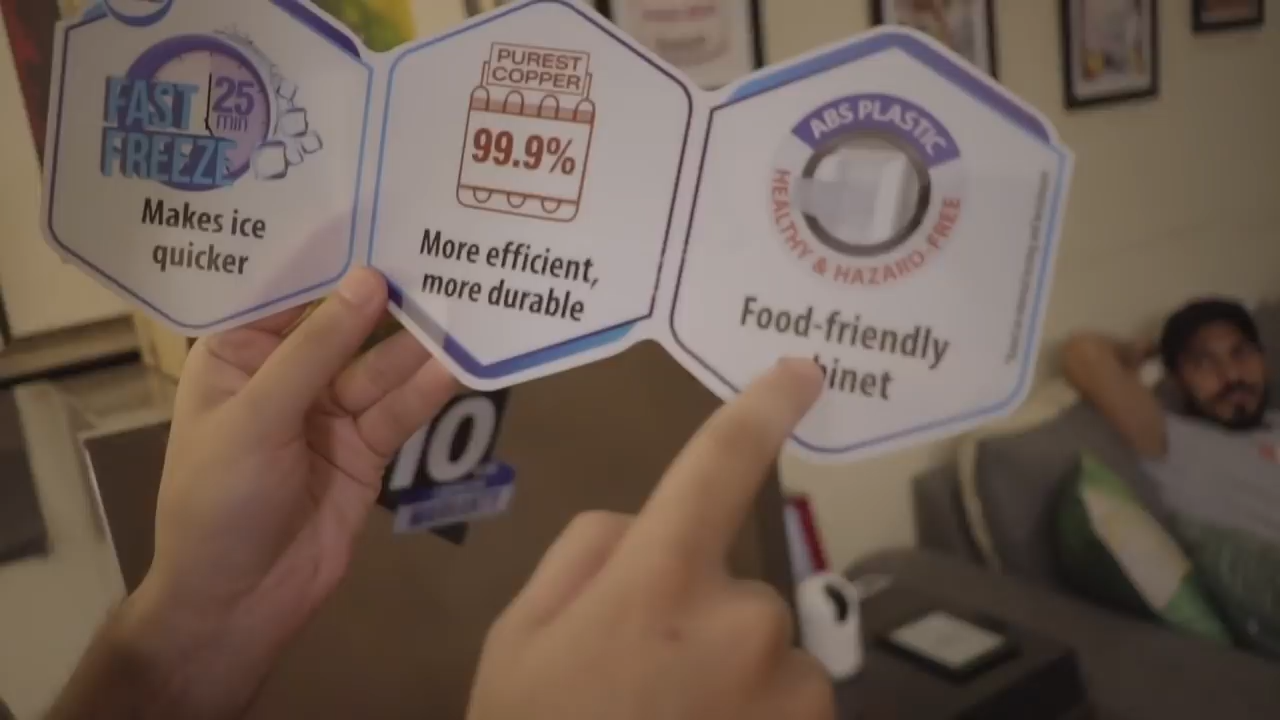 FAST
FREEZE
25
min
Makes ice
quicker
PUREST
COPPER
99.9%
More efficient,
more durable
ABS PLASTIC
HEALTHY & HAZARD-FREE
Food-friendly
10